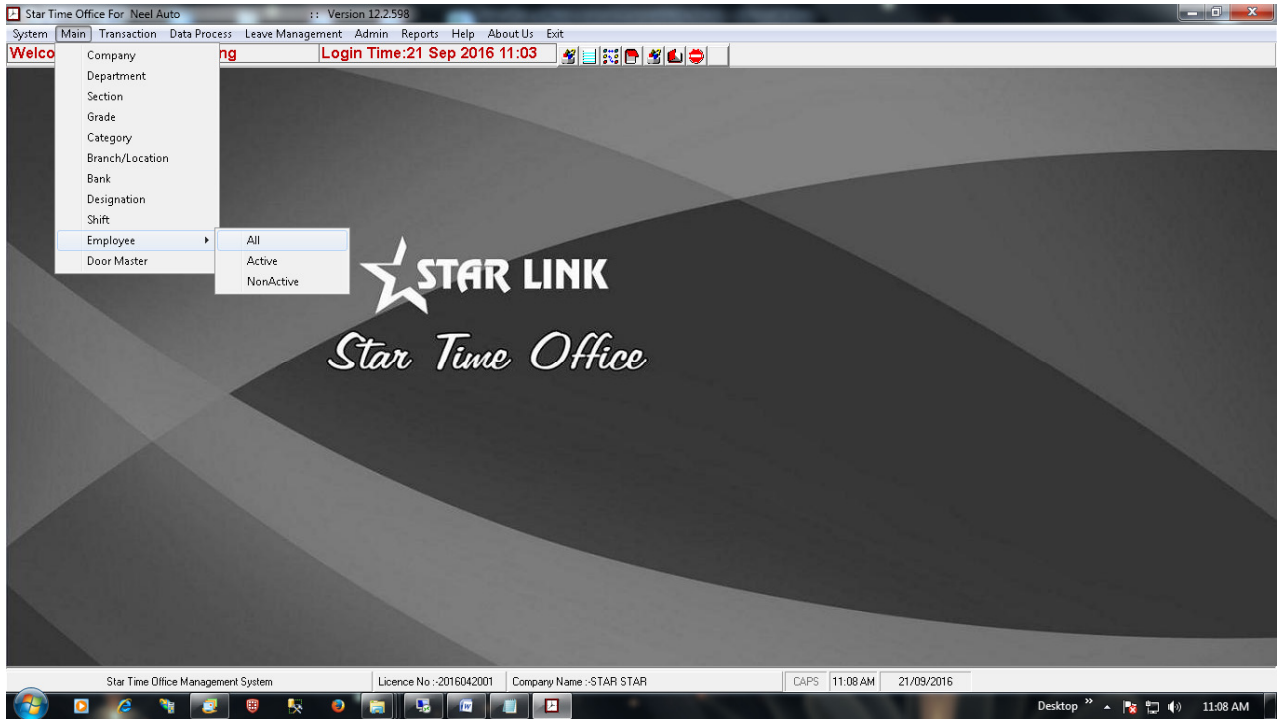 Star Time Office For Neel Auto :: Version 12.2.598
System Main Transaction Data Process Leave Management Admin Reports Help About Us Exit
Welco ng Login Time:21 Sep 2016 11:03
Company
Department
Section
Grade
Category
Branch/Location
Bank
Designation
Shift
Employee
Door Master
All
Active
NonActive
STAR LINK
Star Time Office
Star Time Office Management System Licence No :-2016042001 Company Name :-STAR STAR CAPS 11:08 AM 21/09/2016
Desktop 11:08 AM